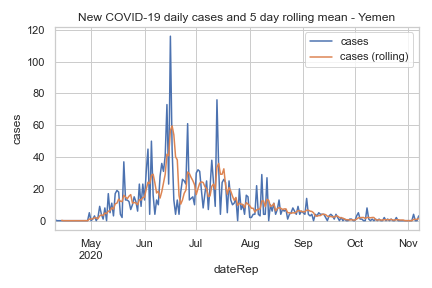 New COVID-19 daily cases and 5 day rolling mean - Yemen
cases
cases (rolling)
120
100
80
60
40
20
0
cases
May
2020
Jun
Jul
Aug
Sep
Oct
Nov
dateRep